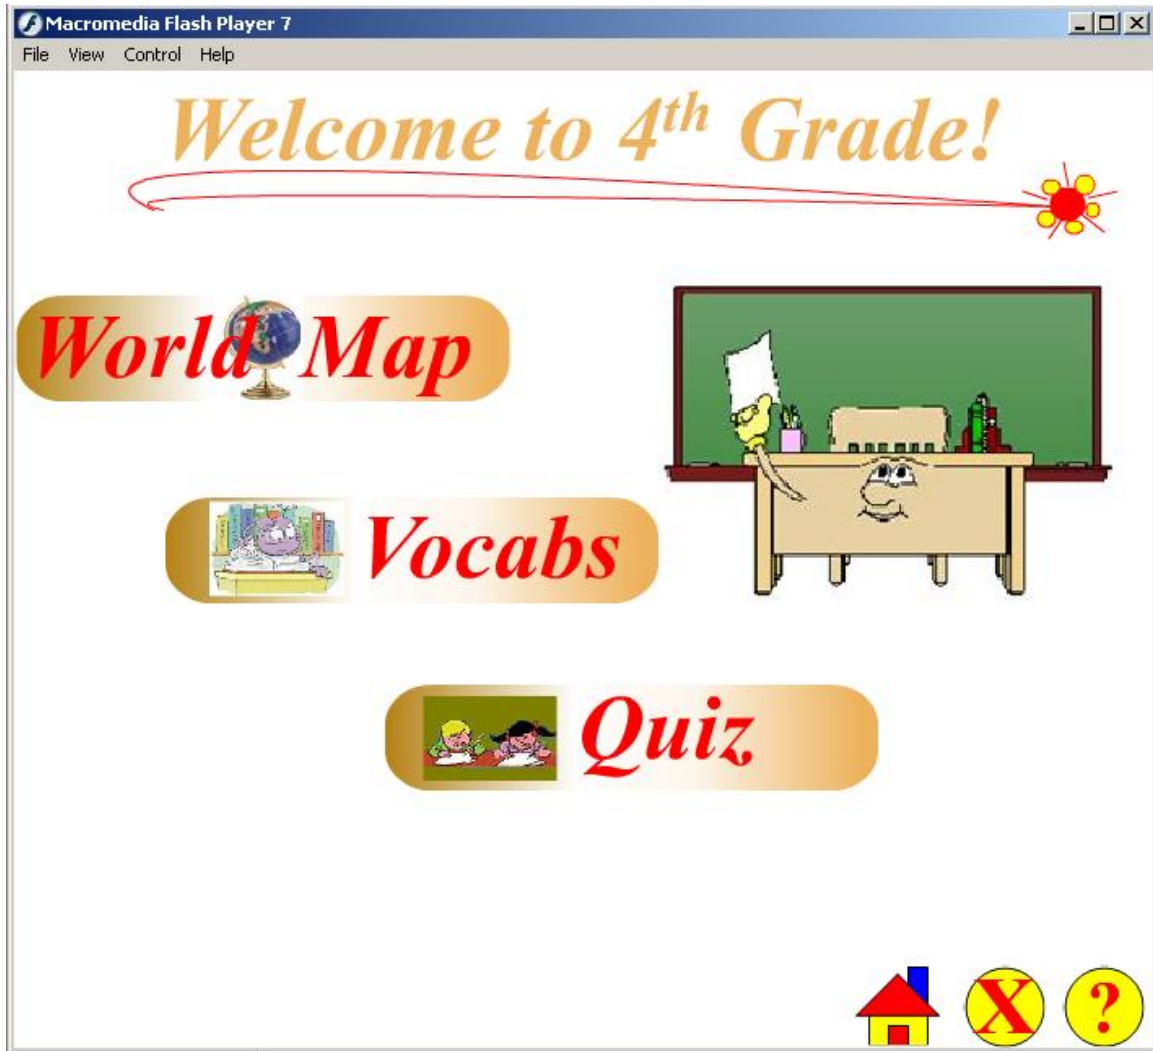 Macromedia Flash Player 7
File View Control Help
Welcome to 4th Grade!
World Map
Vocabs
Quiz
X ?